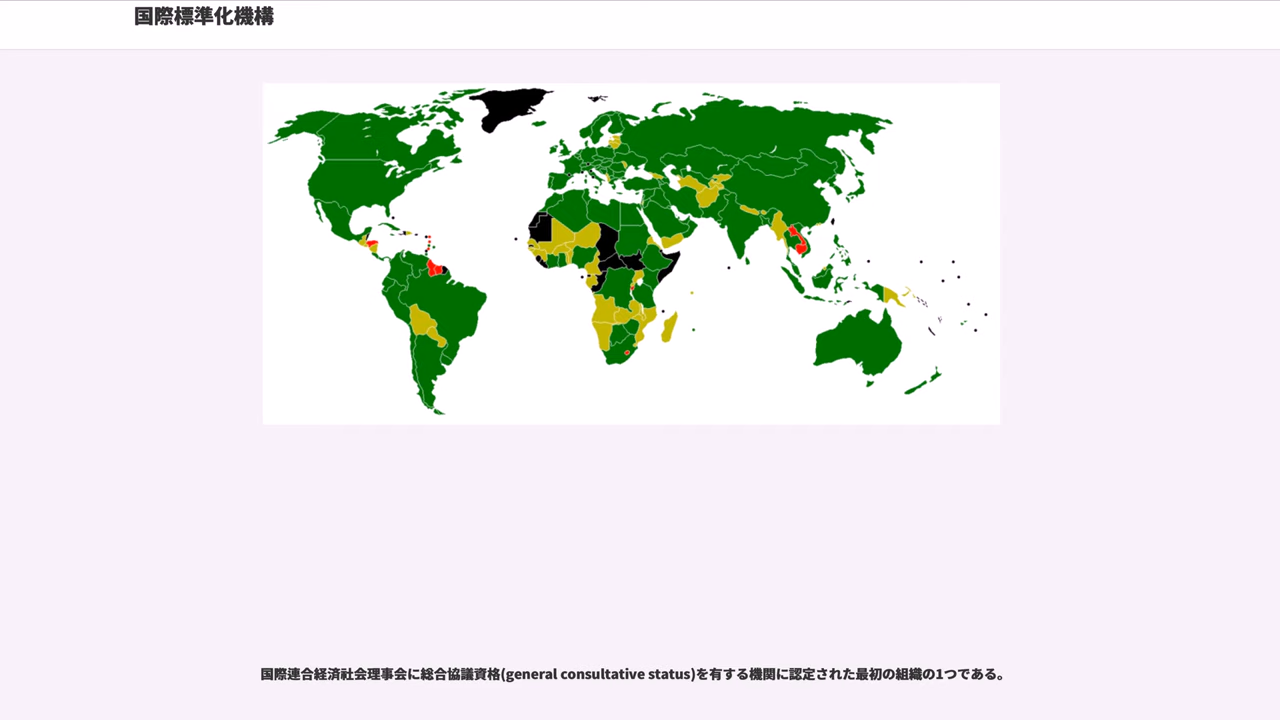 国際標準化機構
国際連合経済社会理事会に総合協議資格(general consultative status)を有する機関に認定された最初の組織の1つである。